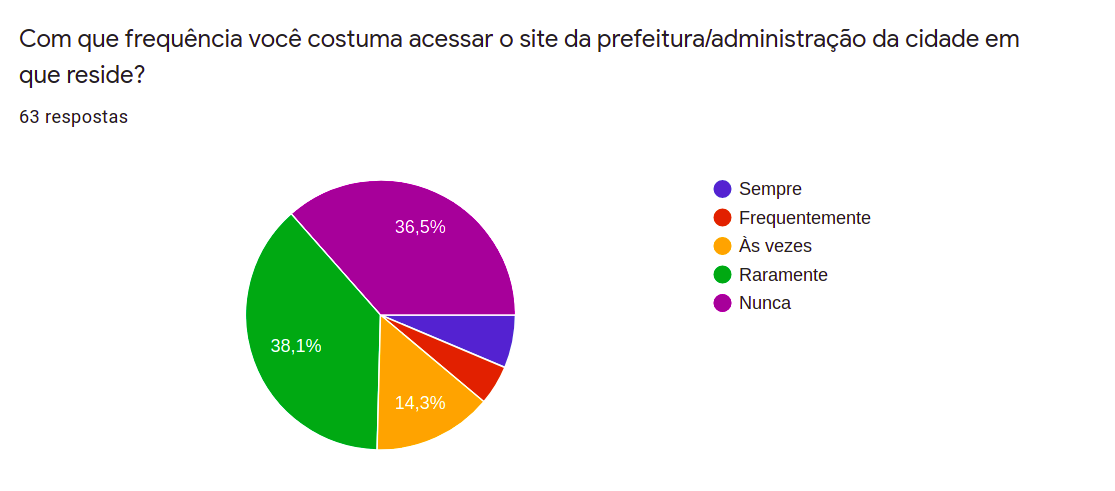 Com que frequência você costuma acessar o site da prefeitura/administração da cidade em
que reside?
63 respostas
36,5%
38,1%
14,3%
Sempre
Frequentemente
Às vezes
Raramente
Nunca